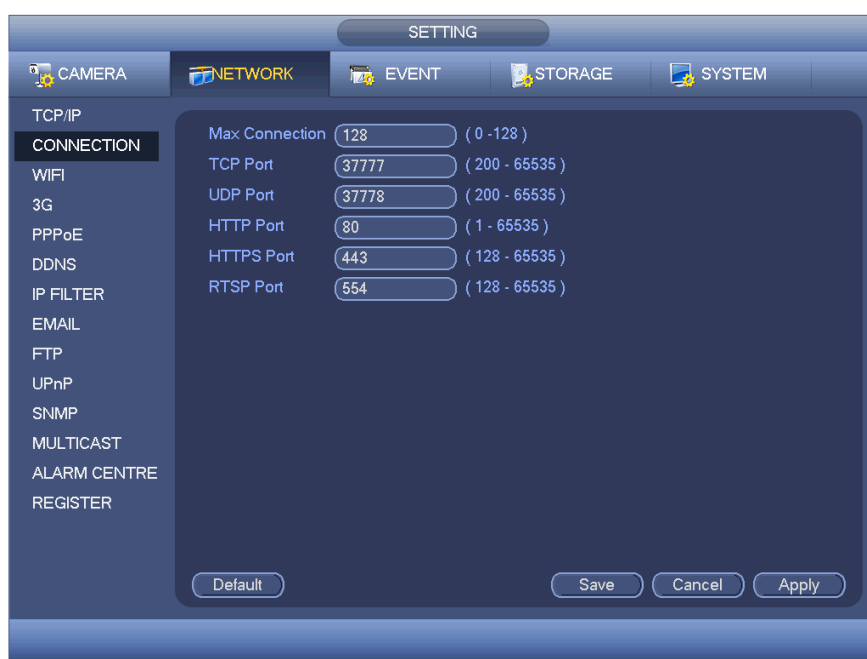 SETTING
CAMERA NETWORK EVENT STORAGE SYSTEM
TCP/IP
CONNECTION
WIFI
3G
PPPoE
DDNS
IP FILTER
EMAIL
FTP
UPnP
SNMP
MULTICAST
ALARM CENTRE
REGISTER
Max Connection 128 ( 0 -128 )
TCP Port 37777 ( 200 - 65535 )
UDP Port 37778 ( 200 - 65535 )
HTTP Port 80 ( 1 - 65535 )
HTTPS Port 443 ( 128 - 65535 )
RTSP Port 554 ( 128 - 65535 )
Default Save Cancel Apply